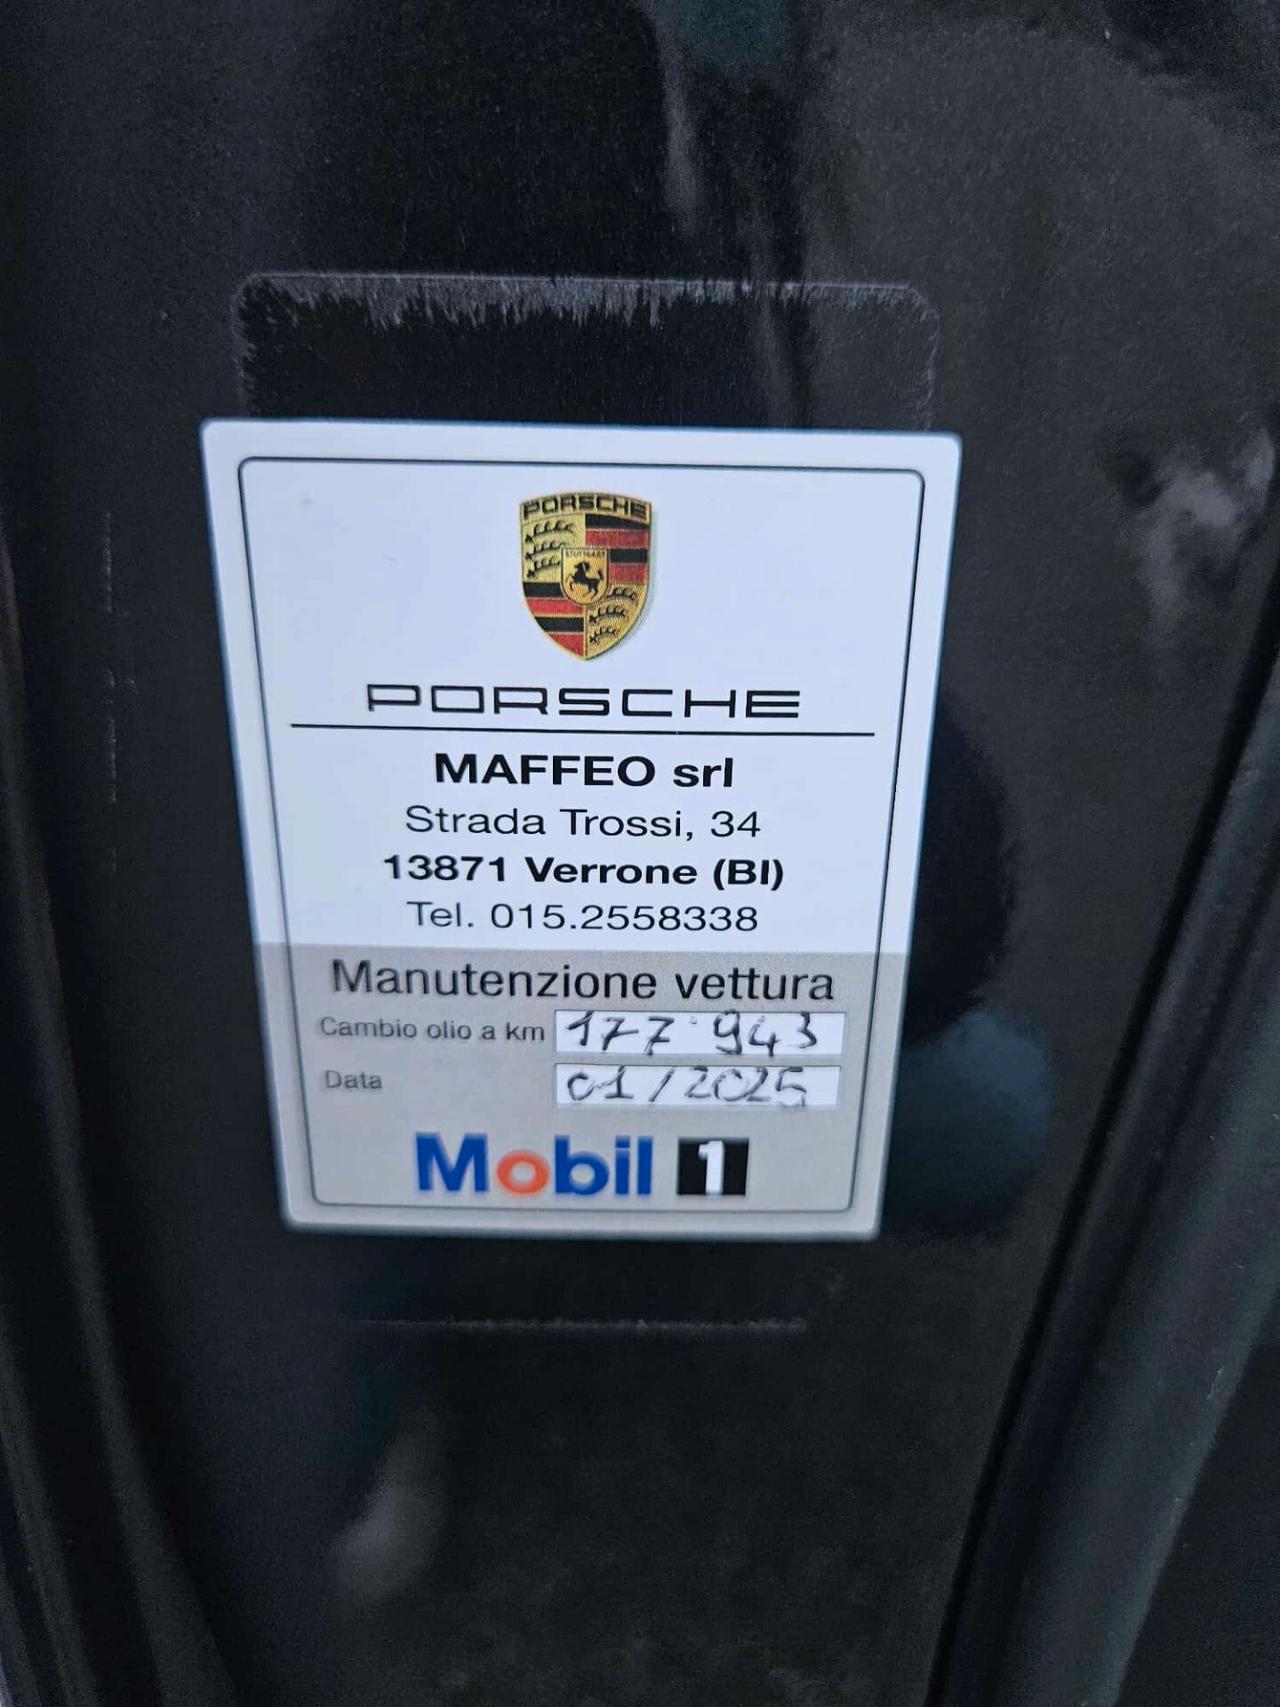 PORSCHE
STUTTGART
PORSCHE
MAFFEO srl
Strada Trossi, 34
13871 Verrone (BI)
Tel. 015.2558338
Manutenzione vettura
Cambio olio a km 177·943
Data 01/2025
Mobil 1